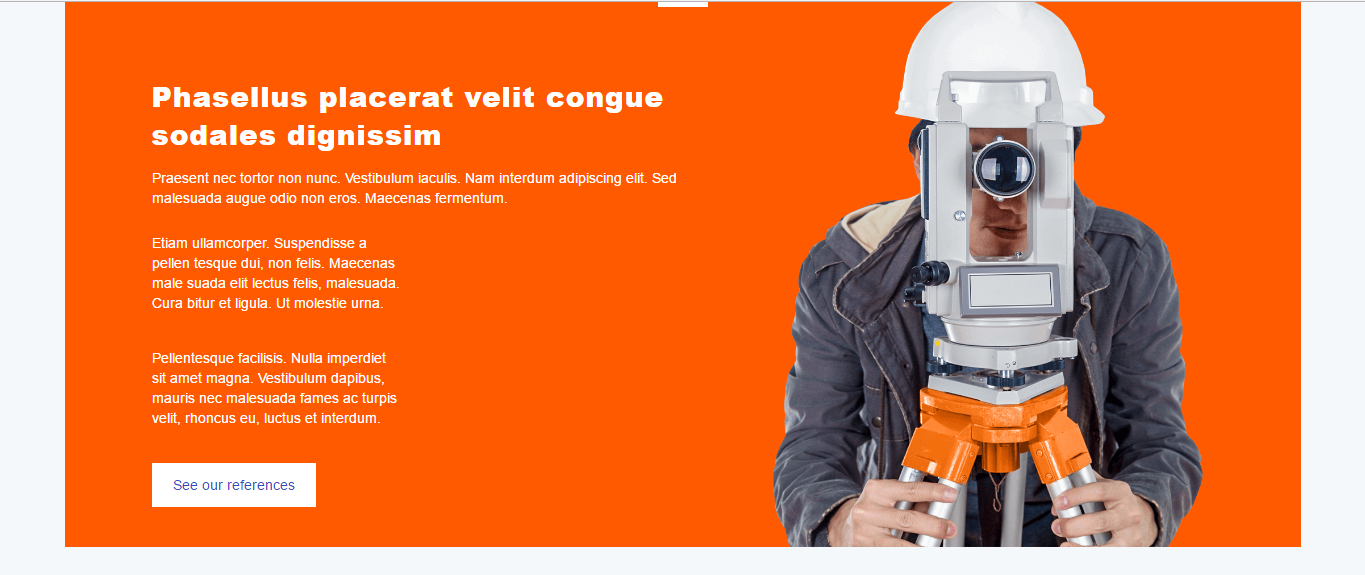 Phasellus placerat velit congue
sodales dignissim
Praesent nec tortor non nunc. Vestibulum iaculis. Nam interdum adipiscing elit. Sed
malesuada augue odio non eros. Maecenas fermentum.
Etiam ullamcorper. Suspendisse a
pellen tesque dui, non felis. Maecenas
male suada elit lectus felis, malesuada.
Cura bitur et ligula. Ut molestie urna.
Pellentesque facilisis. Nulla imperdiet
sit amet magna. Vestibulum dapibus,
mauris nec malesuada fames ac turpis
velit, rhoncus eu, luctus et interdum.
See our references